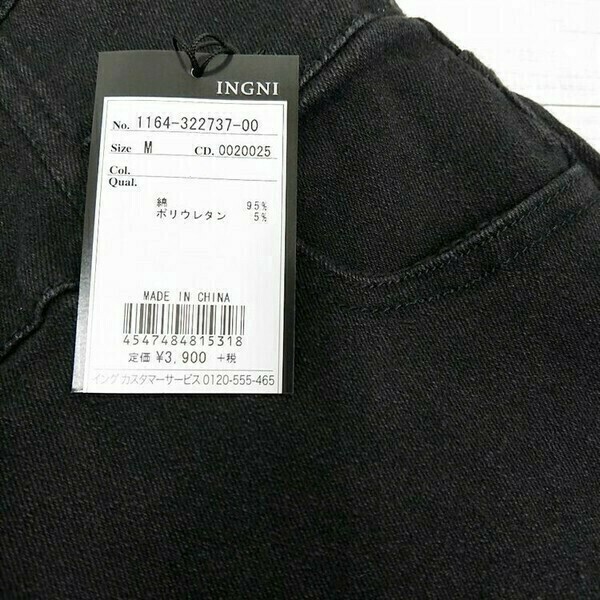 INGNI
No. 1164-322737-00
Size M CD. 0020025
Col.
Qual.
綿 95%
ポリウレタン 5%
MADE IN CHINA
4547484815318
定価 ¥3,900 +税
イング カスタマーサービス 0120-555-465